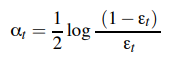 αₜ = 1/2 log (1 − εₜ)/εₜ